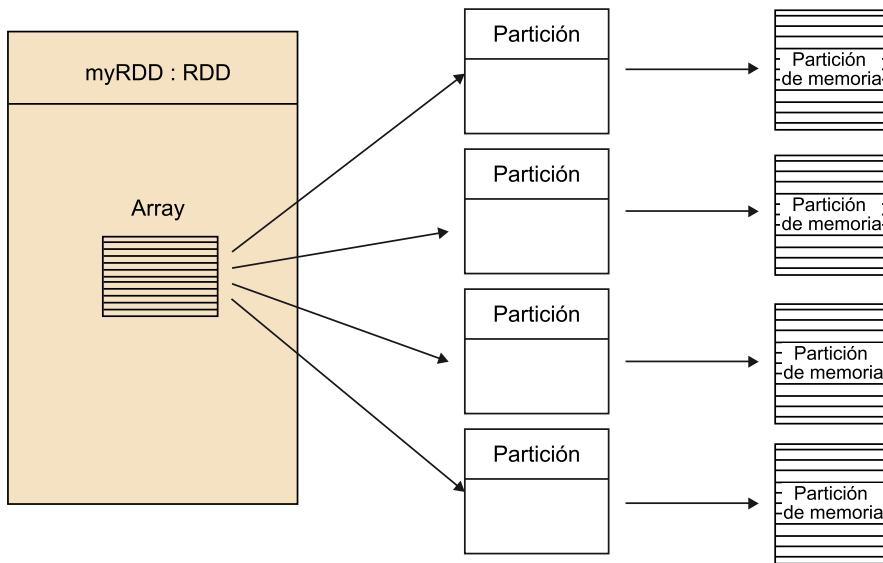 myRDD : RDD
Array
Partición
Partición
de memoria
Partición
Partición
de memoria
Partición
Partición
de memoria
Partición
Partición
de memoria